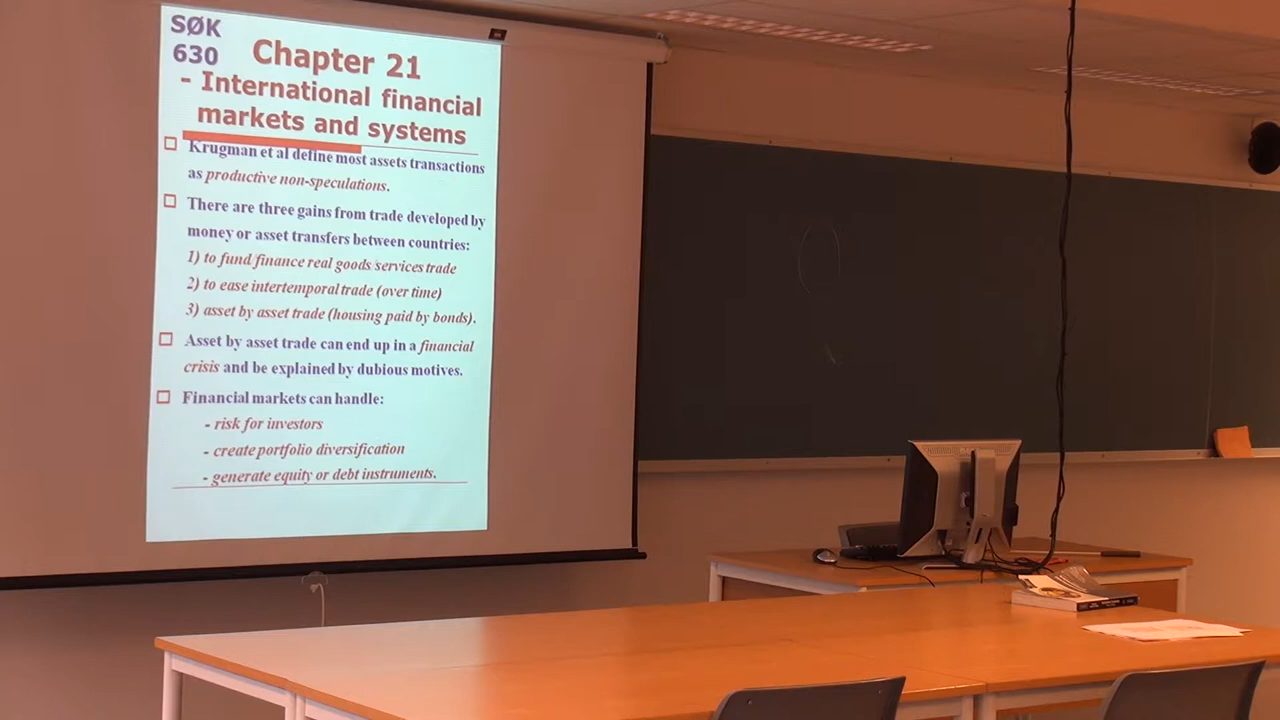 SØK
630
Chapter 21
- International financial
markets and systems
Krugman et al define most assets transactions
as productive non-speculations.
There are three gains from trade developed by
money or asset transfers between countries:
1) to fund/finance real goods/services trade
2) to ease intertemporal trade (over time)
3) asset by asset trade (housing paid by bonds).
Asset by asset trade can end up in a financial
crisis and be explained by dubious motives.
Financial markets can handle:
- risk for investors
- create portfolio diversification
- generate equity or debt instruments.